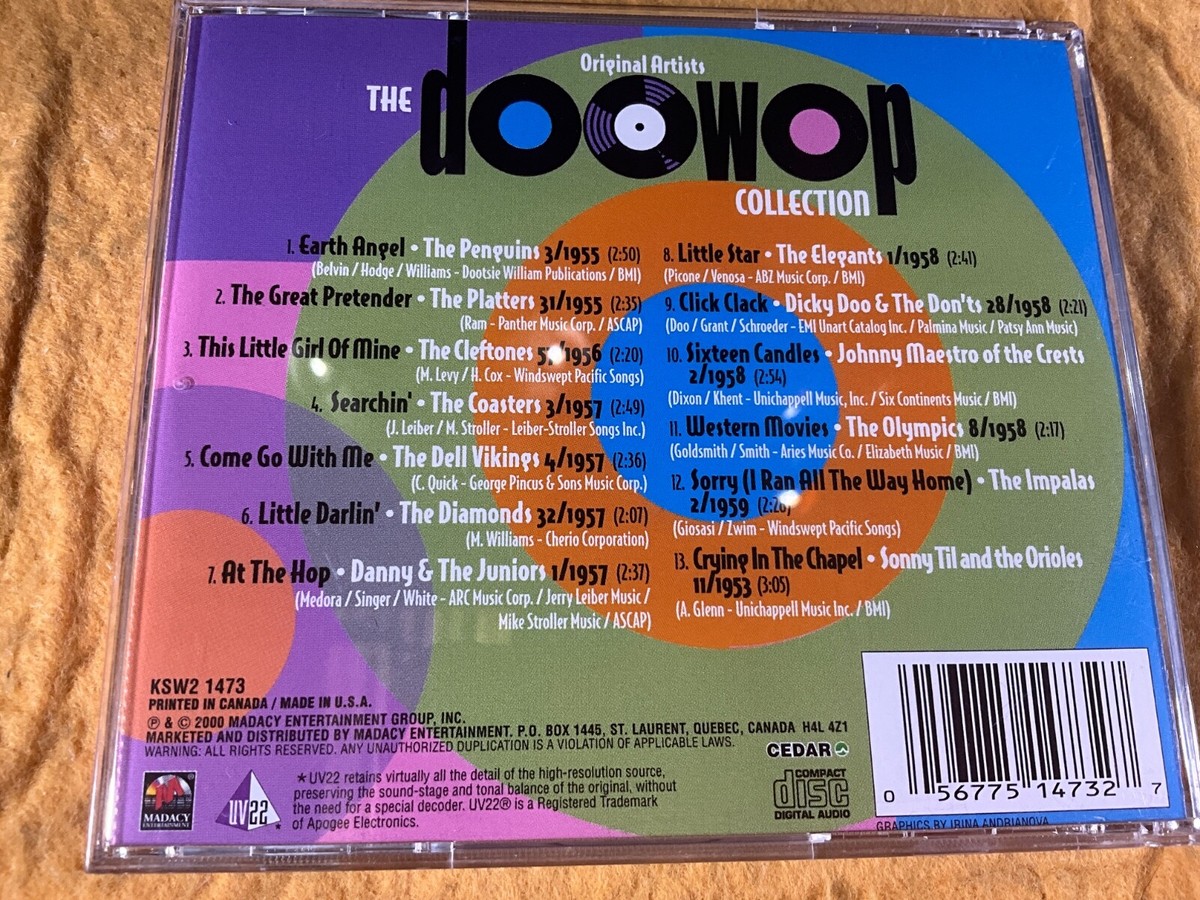 Original Artists
THE doowop
COLLECTION
1. Earth Angel • The Penguins 3/1955 (2:50)
(Belvin / Hodge / Williams - Dootsie William Publications / BMI)
2. The Great Pretender • The Platters 31/1955 (2:35)
(Ram - Panther Music Corp. / ASCAP)
3. This Little Girl Of Mine • The Cleftones /1956 (2:20)
(M. Levy / H. Cox - Windswept Pacific Songs)
4. Searchin' • The Coasters 3/1957 (2:49)
(J. Leiber / M. Stroller - Leiber-Stroller Songs Inc.)
5. Come Go With Me • The Dell Vikings 4/1957 (2:36)
(C. Quick - George Pincus & Sons Music Corp.)
6. Little Darlin' • The Diamonds 32/1957 (2:07)
(M. Williams - Cherio Corporation)
7. At The Hop • Danny & The Juniors 1/1957 (2:37)
(Medora / Singer / White - ARC Music Corp. / Jerry Leiber Music /
Mike Stroller Music / ASCAP)
8. Little Star • The Elegants 1/1958 (2:41)
(Picone / Venosa - ABZ Music Corp. / BMI)
9. Click Clack • Dicky Doo & The Don'ts 28/1958 (2:21)
(Doo / Grant / Schroeder - EMI Unart Catalog Inc. / Palmina Music / Patsy Ann Music)
10. Sixteen Candles • Johnny Maestro of the Crests
2/1958 (2:54)
(Dixon / Khent - Unichappell Music, Inc. / Six Continents Music / BMI)
11. Western Movies • The Olympics 8/1958 (2:17)
(Goldsmith / Smith - Aries Music Co. / Elizabeth Music / BMI)
12. Sorry (I Ran All The Way Home) • The Impalas
2/1959
(Giosasi / Zwim - Windswept Pacific Songs)
13. Crying In The Chapel • Sonny Til and the Orioles
11/1953 (3:05)
(A. Glenn - Unichappell Music Inc. / BMI)
KSW2 1473
PRINTED IN CANADA / MADE IN U.S.A.
℗ & © 2000 MADACY ENTERTAINMENT GROUP, INC.
MARKETED AND DISTRIBUTED BY MADACY ENTERTAINMENT. P.O. BOX 1445, ST. LAURENT, QUEBEC, CANADA H4L 4Z1
WARNING: ALL RIGHTS RESERVED. ANY UNAUTHORIZED DUPLICATION IS A VIOLATION OF APPLICABLE LAWS.
CEDAR
MADACY
ENTERTAINMENT
UV22*
* UV22 retains virtually all the detail of the high-resolution source,
preserving the sound-stage and tonal balance of the original, without
the need for a special decoder. UV22® is a Registered Trademark
of Apogee Electronics.
COMPACT
disc
DIGITAL AUDIO
0 56775 14732 7
GRAPHICS BY IRINA ANDRIANOVA